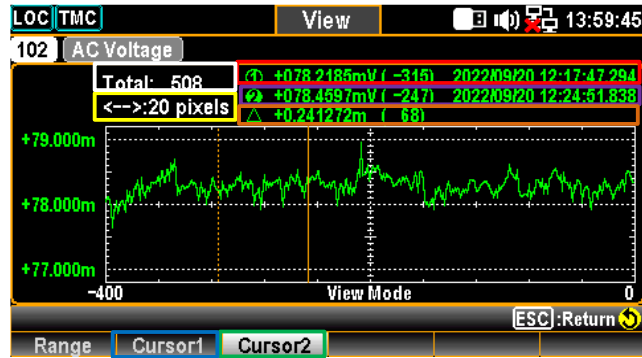 LOC TMC View 13:59:45
102 AC Voltage
Total: 508
<-->:20 pixels
① +078.2185mV ( -315) 2022/09/20 12:17:47.294
② +078.4597mV ( -247) 2022/09/20 12:24:51.838
△ +0.241272m ( 68)
+79.000m
+78.000m
+77.000m
-400 View Mode 0
ESC :Return
Range Cursor1 Cursor2